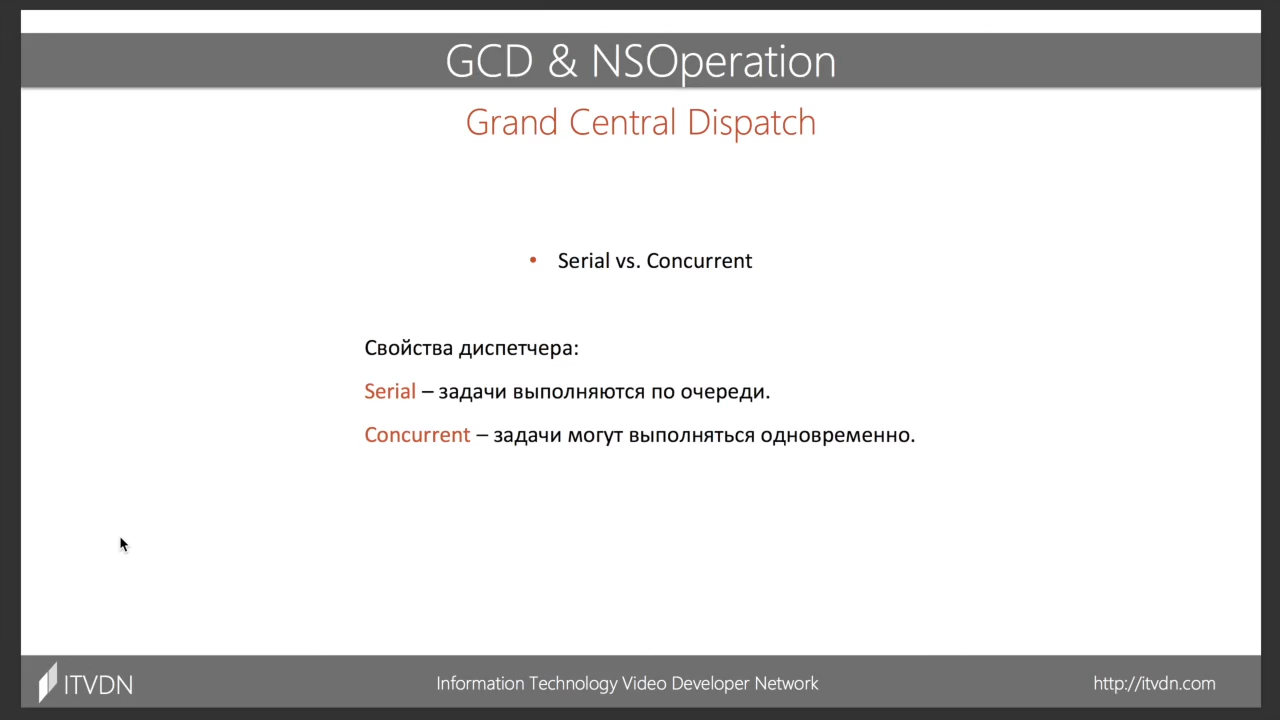 GCD & NSOperation
Grand Central Dispatch
• Serial vs. Concurrent
Свойства диспетчера:
Serial – задачи выполняются по очереди.
Concurrent – задачи могут выполняться одновременно.
ITVDN
Information Technology Video Developer Network
http://itvdn.com